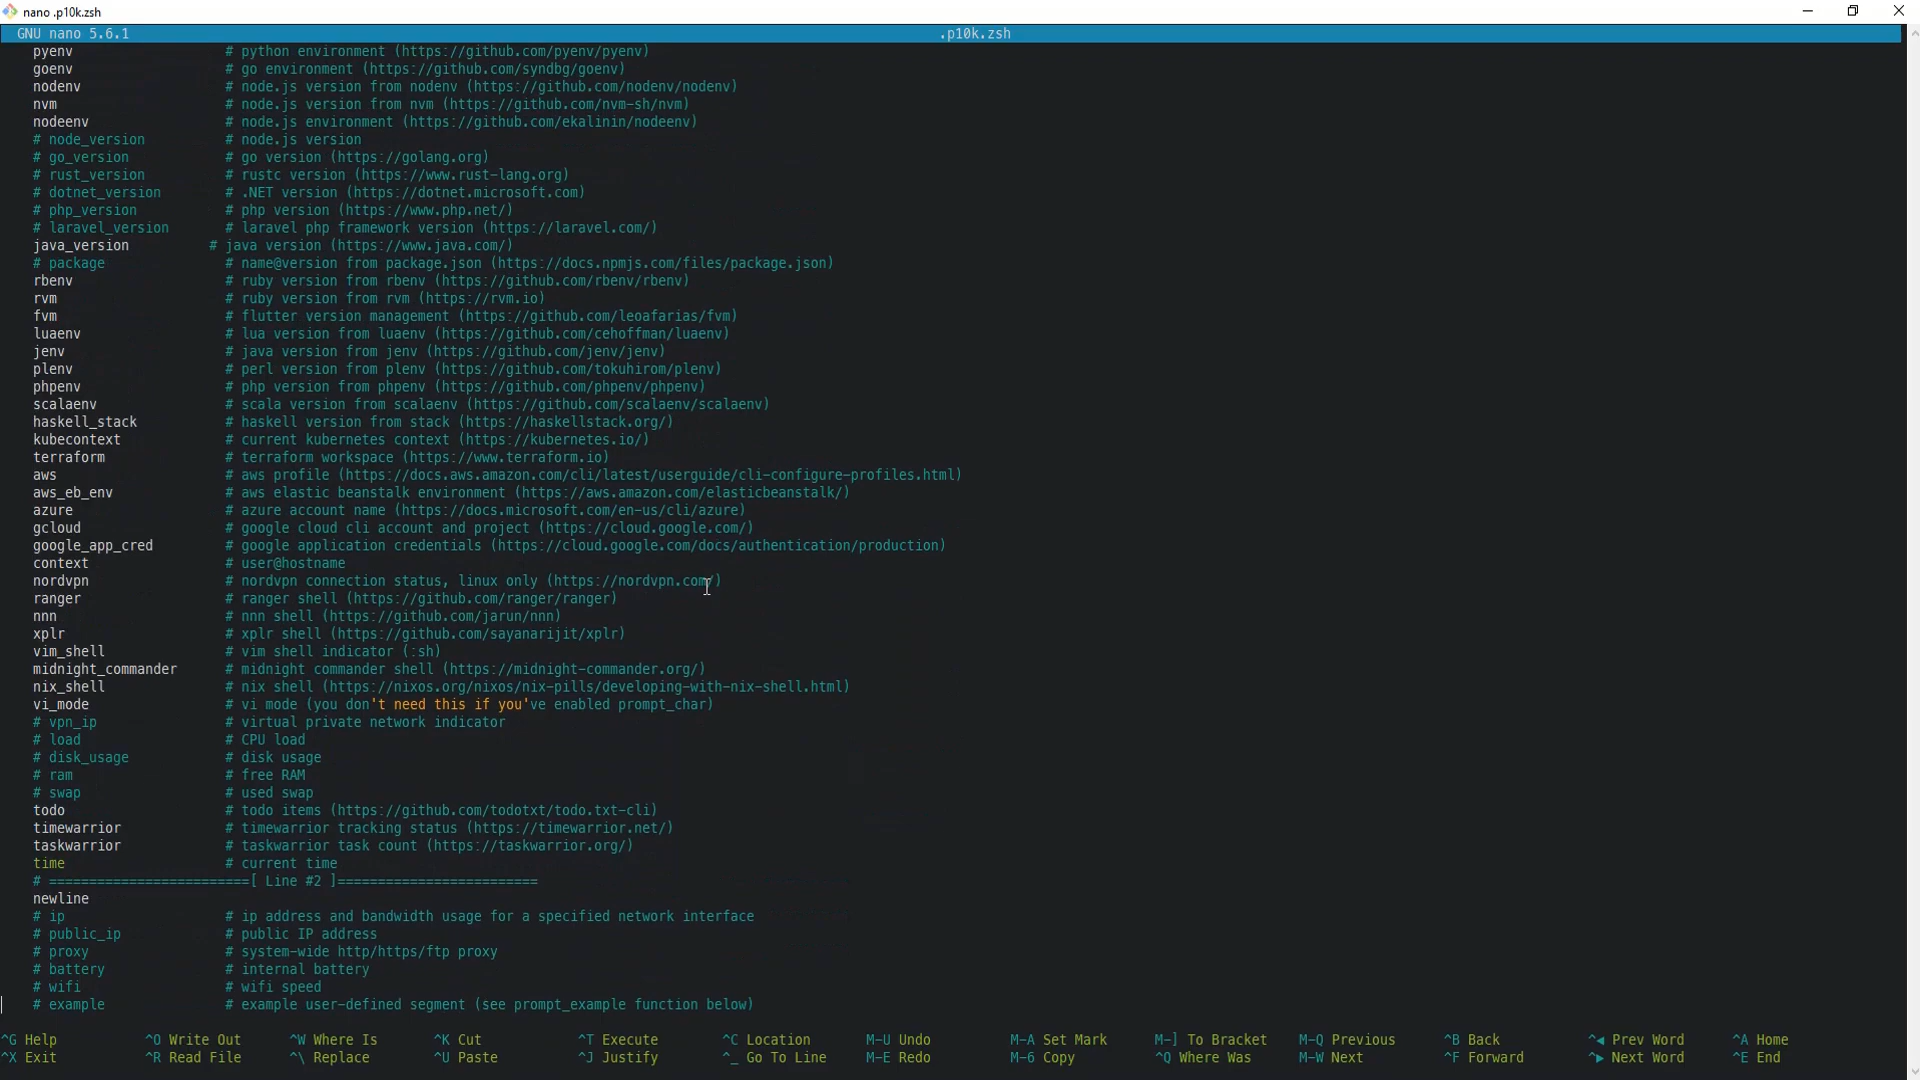 nano .p10k.zsh
GNU nano 5.6.1 .p10k.zsh
pyenv # python environment (https://github.com/pyenv/pyenv)
goenv # go environment (https://github.com/syndbg/goenv)
nodenv # node.js version from nodenv (https://github.com/nodenv/nodenv)
nvm # node.js version from nvm (https://github.com/nvm-sh/nvm)
nodeenv # node.js environment (https://github.com/ekalinin/nodeenv)
# node_version # node.js version
# go_version # go version (https://golang.org)
# rust_version # rustc version (https://www.rust-lang.org)
# dotnet_version # .NET version (https://dotnet.microsoft.com)
# php_version # php version (https://www.php.net/)
# laravel_version # laravel php framework version (https://laravel.com/)
java_version # java version (https://www.java.com/)
# package # name@version from package.json (https://docs.npmjs.com/files/package.json)
rbenv # ruby version from rbenv (https://github.com/rbenv/rbenv)
rvm # ruby version from rvm (https://rvm.io)
fvm # flutter version management (https://github.com/leoafarias/fvm)
luaenv # lua version from luaenv (https://github.com/cehoffman/luaenv)
jenv # java version from jenv (https://github.com/jenv/jenv)
plenv # perl version from plenv (https://github.com/tokuhirom/plenv)
phpenv # php version from phpenv (https://github.com/phpenv/phpenv)
scalaenv # scala version from scalaenv (https://github.com/scalaenv/scalaenv)
haskell_stack # haskell version from stack (https://haskellstack.org/)
kubecontext # current kubernetes context (https://kubernetes.io/)
terraform # terraform workspace (https://www.terraform.io)
aws # aws profile (https://docs.aws.amazon.com/cli/latest/userguide/cli-configure-profiles.html)
aws_eb_env # aws elastic beanstalk environment (https://aws.amazon.com/elasticbeanstalk/)
azure # azure account name (https://docs.microsoft.com/en-us/cli/azure)
gcloud # google cloud cli account and project (https://cloud.google.com/)
google_app_cred # google application credentials (https://cloud.google.com/docs/authentication/production)
context # user@hostname
nordvpn # nordvpn connection status, linux only (https://nordvpn.com/)
ranger # ranger shell (https://github.com/ranger/ranger)
nnn # nnn shell (https://github.com/jarun/nnn)
xplr # xplr shell (https://github.com/sayanarijit/xplr)
vim_shell # vim shell indicator (:sh)
midnight_commander # midnight commander shell (https://midnight-commander.org/)
nix_shell # nix shell (https://nixos.org/nixos/nix-pills/developing-with-nix-shell.html)
vi_mode # vi mode (you don't need this if you've enabled prompt_char)
# vpn_ip # virtual private network indicator
# load # CPU load
# disk_usage # disk usage
# ram # free RAM
# swap # used swap
todo # todo items (https://github.com/todotxt/todo.txt-cli)
timewarrior # timewarrior tracking status (https://timewarrior.net/)
taskwarrior # taskwarrior task count (https://taskwarrior.org/)
time # current time
# =========================[ Line #2 ]=========================
newline
# ip # ip address and bandwidth usage for a specified network interface
# public_ip # public IP address
# proxy # system-wide http/https/ftp proxy
# battery # internal battery
# wifi # wifi speed
# example # example user-defined segment (see prompt_example function below)
^G Help ^O Write Out ^W Where Is ^K Cut ^T Execute ^C Location M-U Undo M-A Set Mark M-] To Bracket M-Q Previous ^B Back ^◀ Prev Word ^A Home
^X Exit ^R Read File ^\ Replace ^U Paste ^J Justify ^_ Go To Line M-E Redo M-6 Copy ^Q Where Was M-W Next ^F Forward ^▶ Next Word ^E End